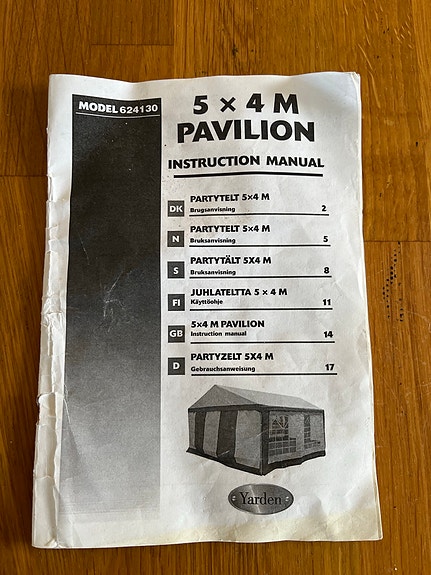 MODEL 624130
5 × 4 M
PAVILION
INSTRUCTION MANUAL
DK PARTYTELT 5×4 M
Brugsanvisning 2
N PARTYTELT 5×4 M
Bruksanvisning 5
S PARTYTÄLT 5X4 M
Bruksanvisning 8
FI JUHLATELTTA 5 × 4 M
Käyttöohje 11
GB 5×4 M PAVILION
Instruction manual 14
D PARTYZELT 5X4 M
Gebrauchsanweisung 17
Yarden